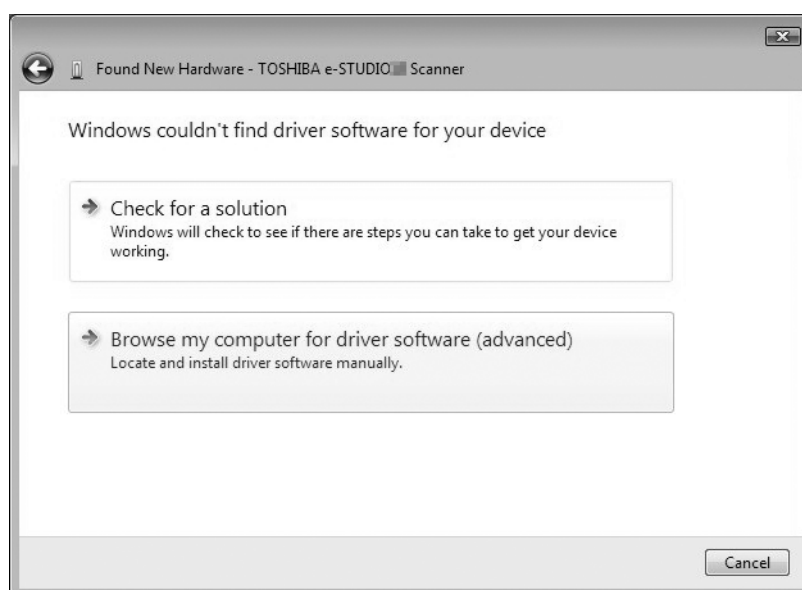 Found New Hardware - TOSHIBA e-STUDIO Scanner
Windows couldn't find driver software for your device
Check for a solution
Windows will check to see if there are steps you can take to get your device
working.
Browse my computer for driver software (advanced)
Locate and install driver software manually.
Cancel